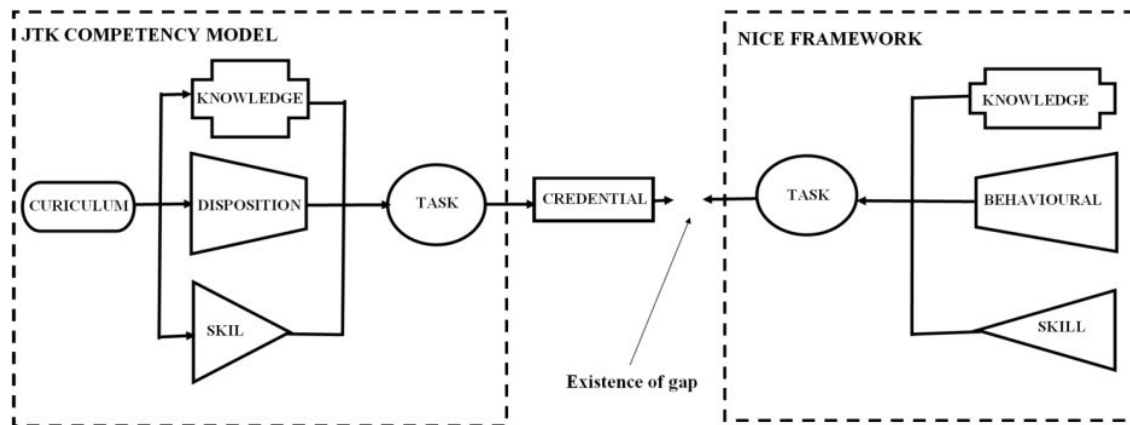 JTK COMPETENCY MODEL
KNOWLEDGE
CURICULUM
DISPOSITION
TASK
SKIL
CREDENTIAL
Existence of gap
NICE FRAMEWORK
KNOWLEDGE
TASK
BEHAVIOURAL
SKILL